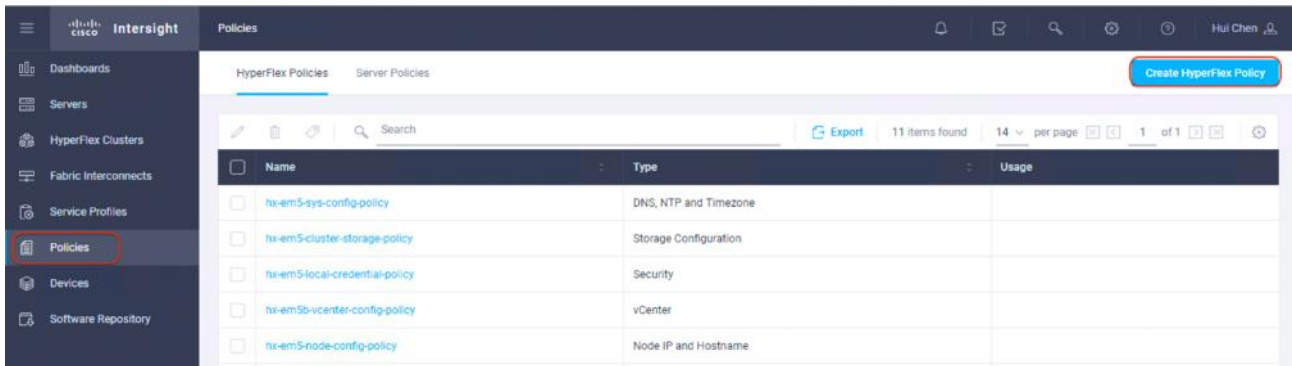 cisco Intersight
Policies
Hui Chen
Dashboards
Servers
HyperFlex Clusters
Fabric Interconnects
Service Profiles
Policies
Devices
Software Repository
HyperFlex Policies Server Policies
Create HyperFlex Policy
Search
Export 11 items found 14 per page 1 of 1
Name Type Usage
hx-em5-sys-config-policy DNS, NTP and Timezone
hx-em5-cluster-storage-policy Storage Configuration
hx-em5-local-credential-policy Security
hx-em5b-vcenter-config-policy vCenter
hx-em5-node-config-policy Node IP and Hostname